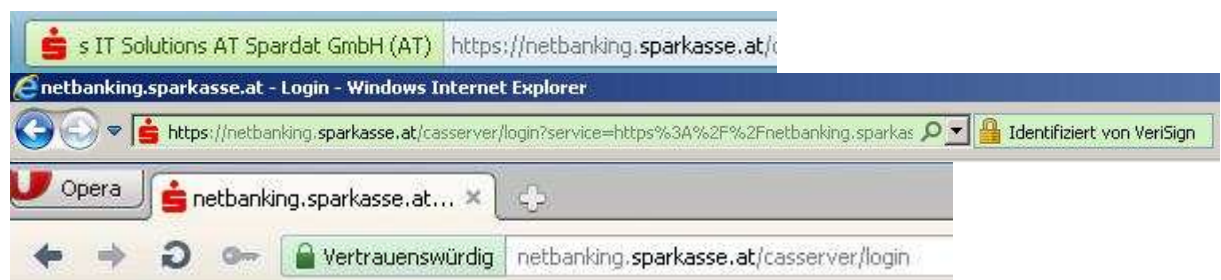 s IT Solutions AT Spardat GmbH (AT) https://netbanking.sparkasse.at/
netbanking.sparkasse.at - Login - Windows Internet Explorer
https://netbanking.sparkasse.at/casserver/login?service=https%3A%2F%2Fnetbanking.sparkas Identifiziert von VeriSign
Opera netbanking.sparkasse.at...
Vertrauenswürdig netbanking.sparkasse.at/casserver/login